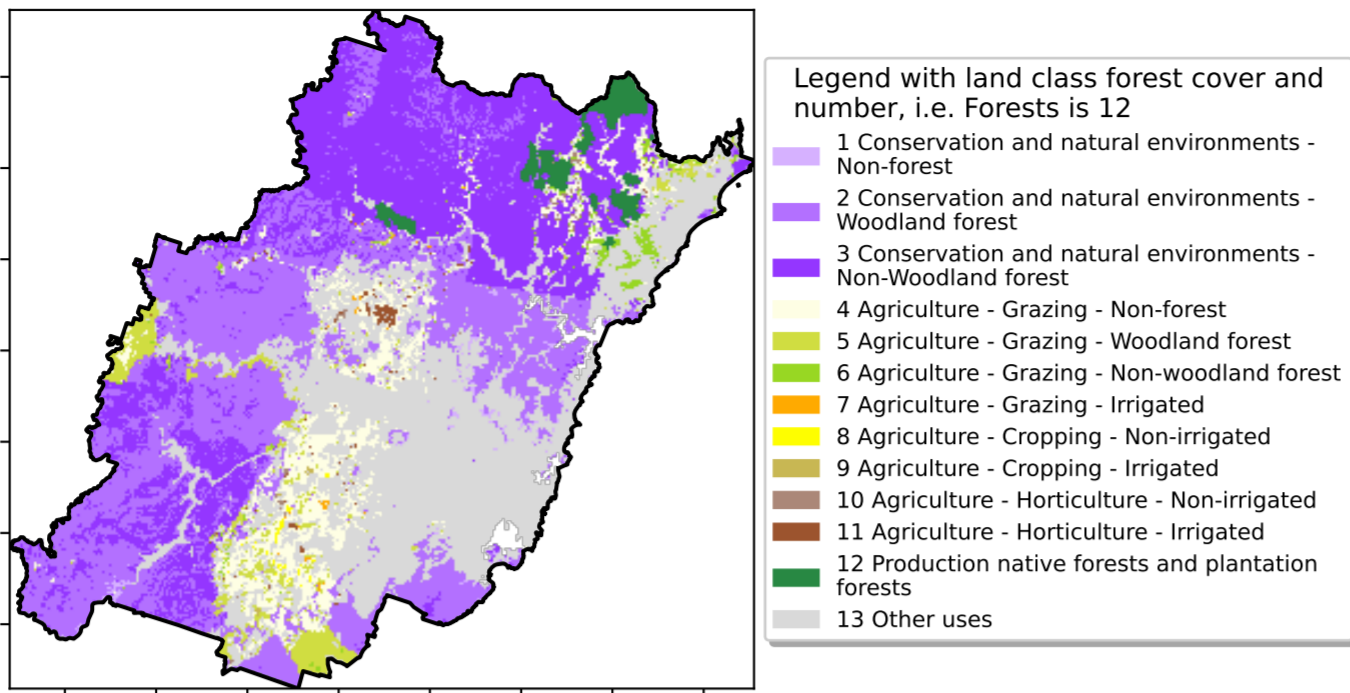 Legend with land class forest cover and
number, i.e. Forests is 12
1 Conservation and natural environments -
Non-forest
2 Conservation and natural environments -
Woodland forest
3 Conservation and natural environments -
Non-Woodland forest
4 Agriculture - Grazing - Non-forest
5 Agriculture - Grazing - Woodland forest
6 Agriculture - Grazing - Non-woodland forest
7 Agriculture - Grazing - Irrigated
8 Agriculture - Cropping - Non-irrigated
9 Agriculture - Cropping - Irrigated
10 Agriculture - Horticulture - Non-irrigated
11 Agriculture - Horticulture - Irrigated
12 Production native forests and plantation
forests
13 Other uses